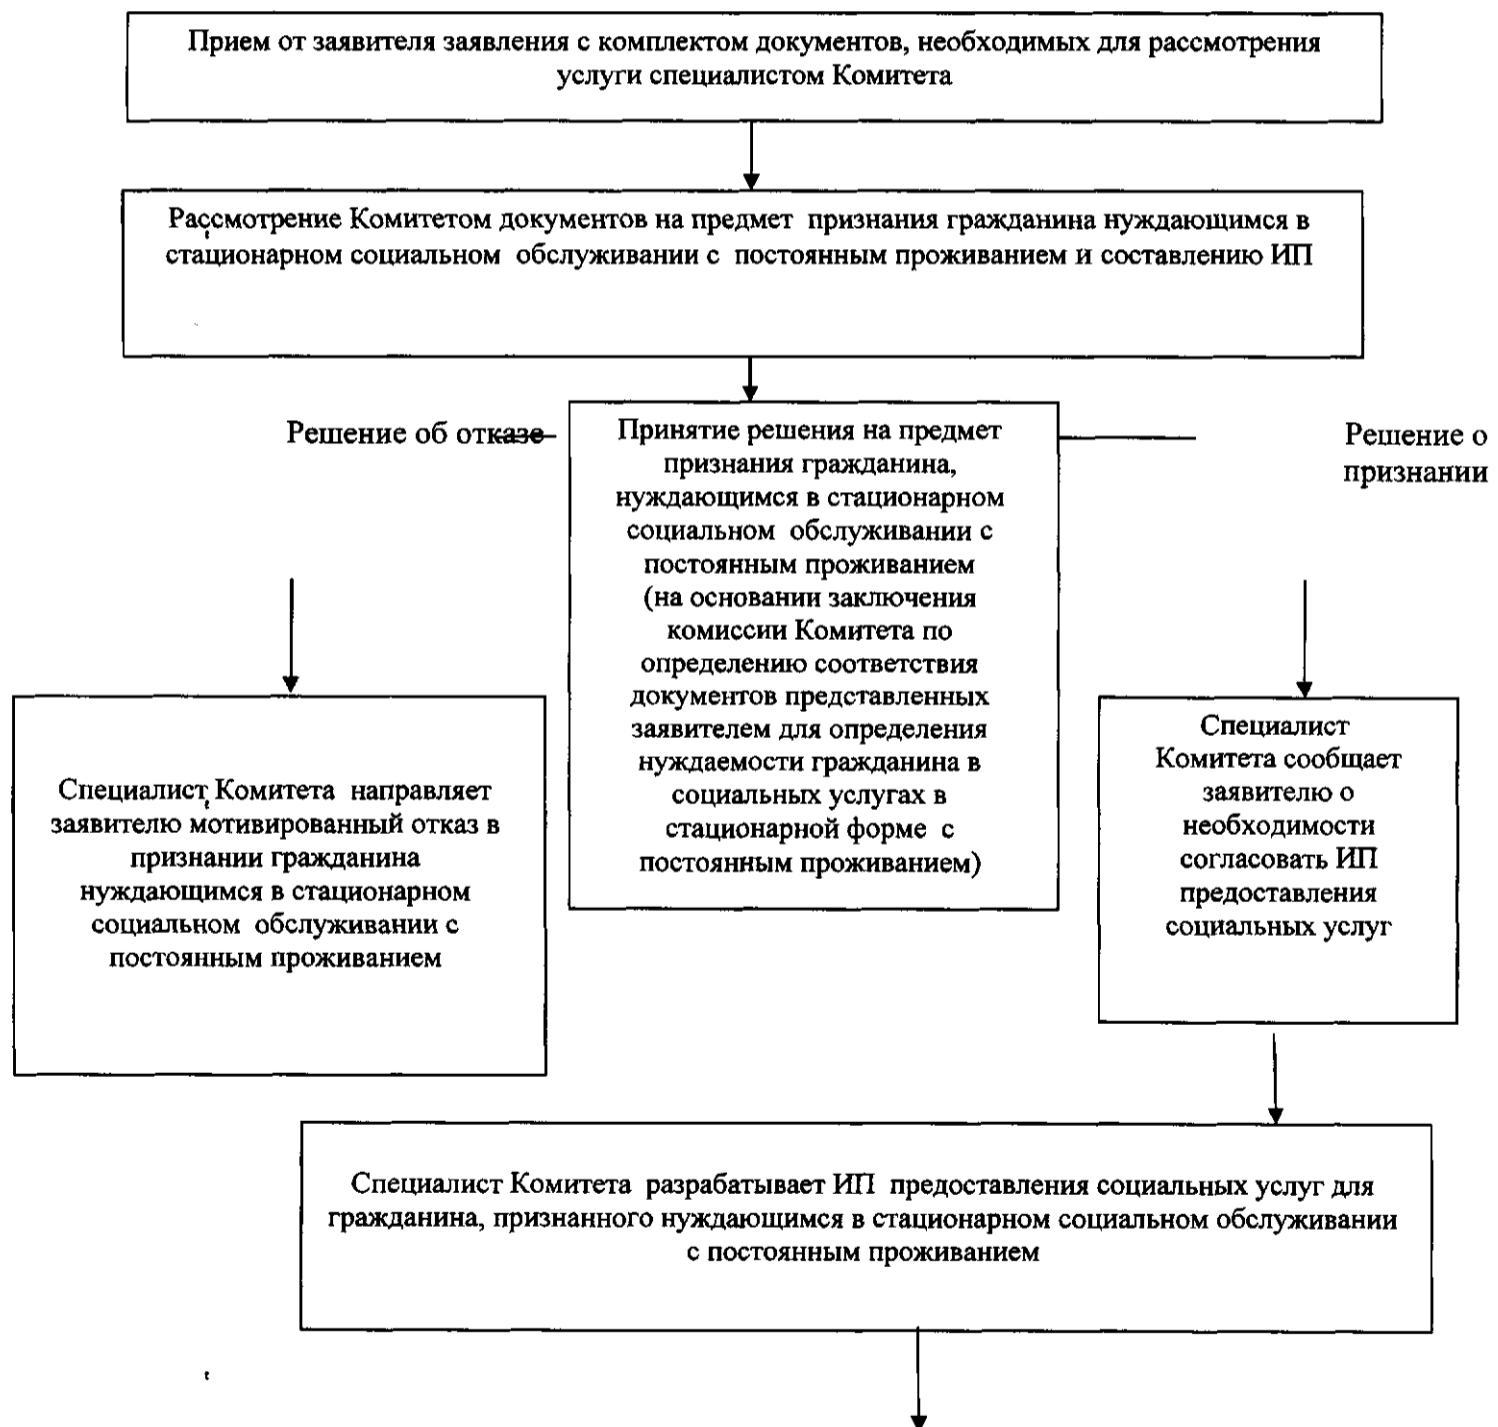 Прием от заявителя заявления с комплектом документов, необходимых для рассмотрения
услуги специалистом Комитета
Рассмотрение Комитетом документов на предмет признания гражданина нуждающимся в
стационарном социальном обслуживании с постоянным проживанием и составлению ИП
Решение об отказе
Принятие решения на предмет
признания гражданина,
нуждающимся в стационарном
социальном обслуживании с
постоянным проживанием
(на основании заключения
комиссии Комитета по
определению соответствия
документов представленных
заявителем для определения
нуждаемости гражданина в
социальных услугах в
стационарной форме с
постоянным проживанием)
Решение о
признании
Специалист Комитета направляет
заявителю мотивированный отказ в
признании гражданина
нуждающимся в стационарном
социальном обслуживании с
постоянным проживанием
Специалист
Комитета сообщает
заявителю о
необходимости
согласовать ИП
предоставления
социальных услуг
Специалист Комитета разрабатывает ИП предоставления социальных услуг для
гражданина, признанного нуждающимся в стационарном социальном обслуживании
с постоянным проживанием